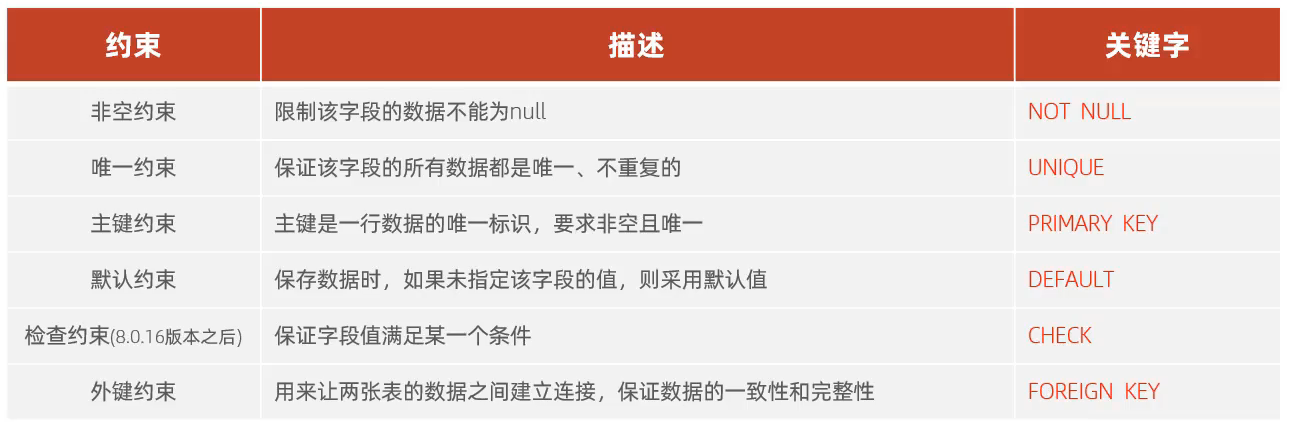 约束 描述 关键字
非空约束 限制该字段的数据不能为null NOT NULL
唯一约束 保证该字段的所有数据都是唯一、不重复的 UNIQUE
主键约束 主键是一行数据的唯一标识，要求非空且唯一 PRIMARY KEY
默认约束 保存数据时，如果未指定该字段的值，则采用默认值 DEFAULT
检查约束(8.0.16版本之后) 保证字段值满足某一个条件 CHECK
外键约束 用来让两张表的数据之间建立连接，保证数据的一致性和完整性 FOREIGN KEY